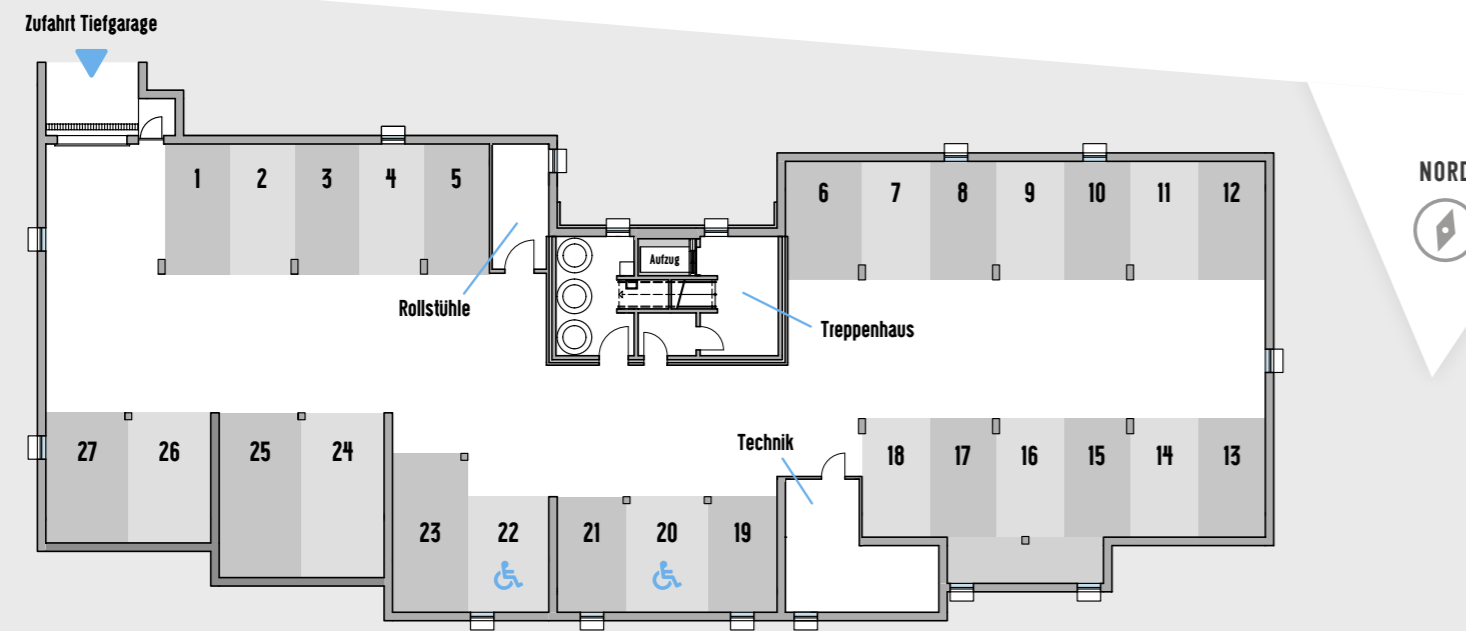 Zufahrt Tiefgarage
NORD
1 2 3 4 5
6 7 8 9 10 11 12
Aufzug
Rollstühle
Treppenhaus
27 26 25 24
Technik
18 17 16 15 14 13
23 22 21 20 19